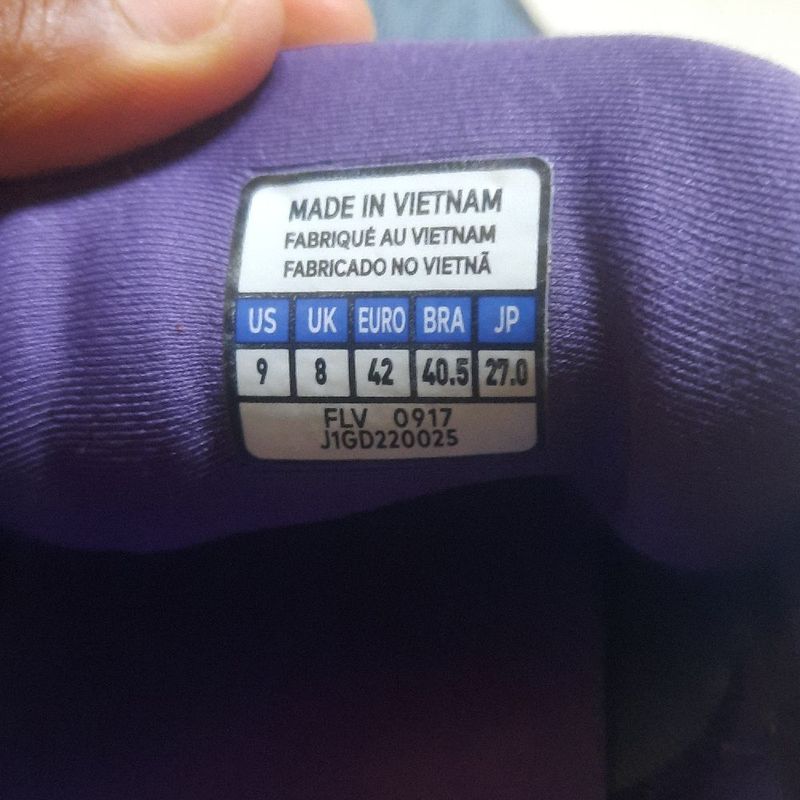 MADE IN VIETNAM
FABRIQUÉ AU VIETNAM
FABRICADO NO VIETNÃ
US UK EURO BRA JP
9 8 42 40.5 27.0
FLV 0917
J1GD220025